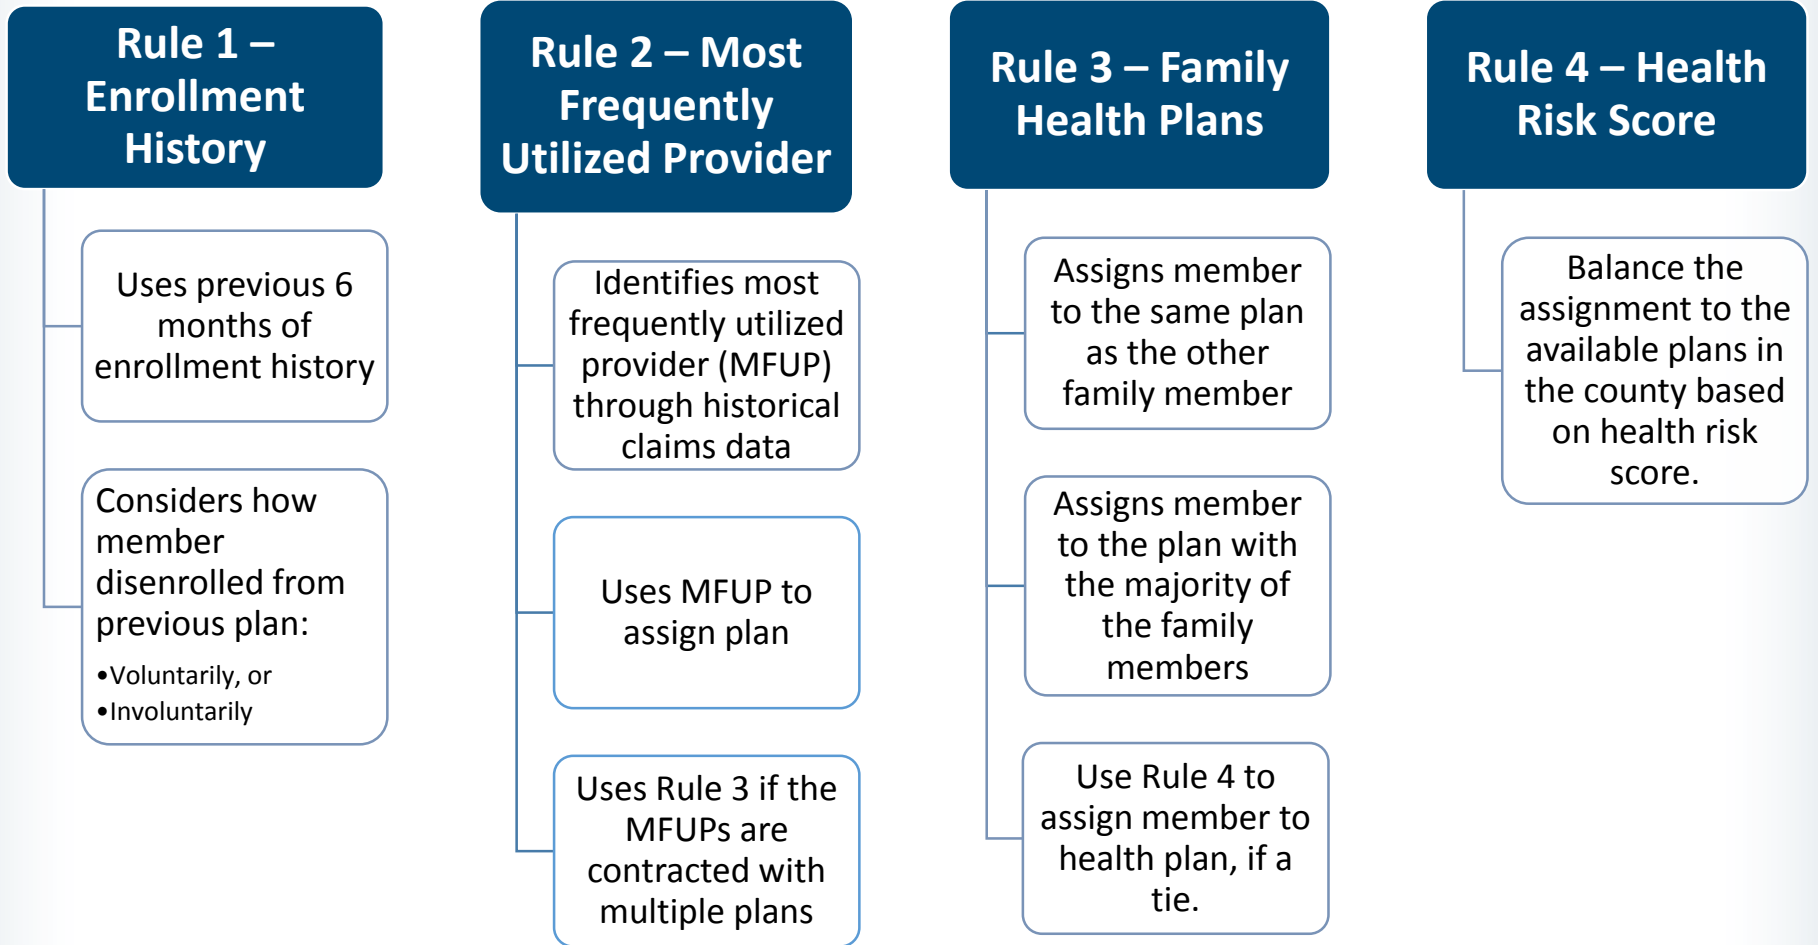 Rule 1 –
Enrollment
History
Uses previous 6
months of
enrollment history
Considers how
member
disenrolled from
previous plan:
•Voluntarily, or
•Involuntarily
Rule 2 – Most
Frequently
Utilized Provider
Identifies most
frequently utilized
provider (MFUP)
through historical
claims data
Uses MFUP to
assign plan
Uses Rule 3 if the
MFUPs are
contracted with
multiple plans
Rule 3 – Family
Health Plans
Assigns member
to the same plan
as the other
family member
Assigns member
to the plan with
the majority of
the family
members
Use Rule 4 to
assign member to
health plan, if a
tie.
Rule 4 – Health
Risk Score
Balance the
assignment to the
available plans in
the county based
on health risk
score.